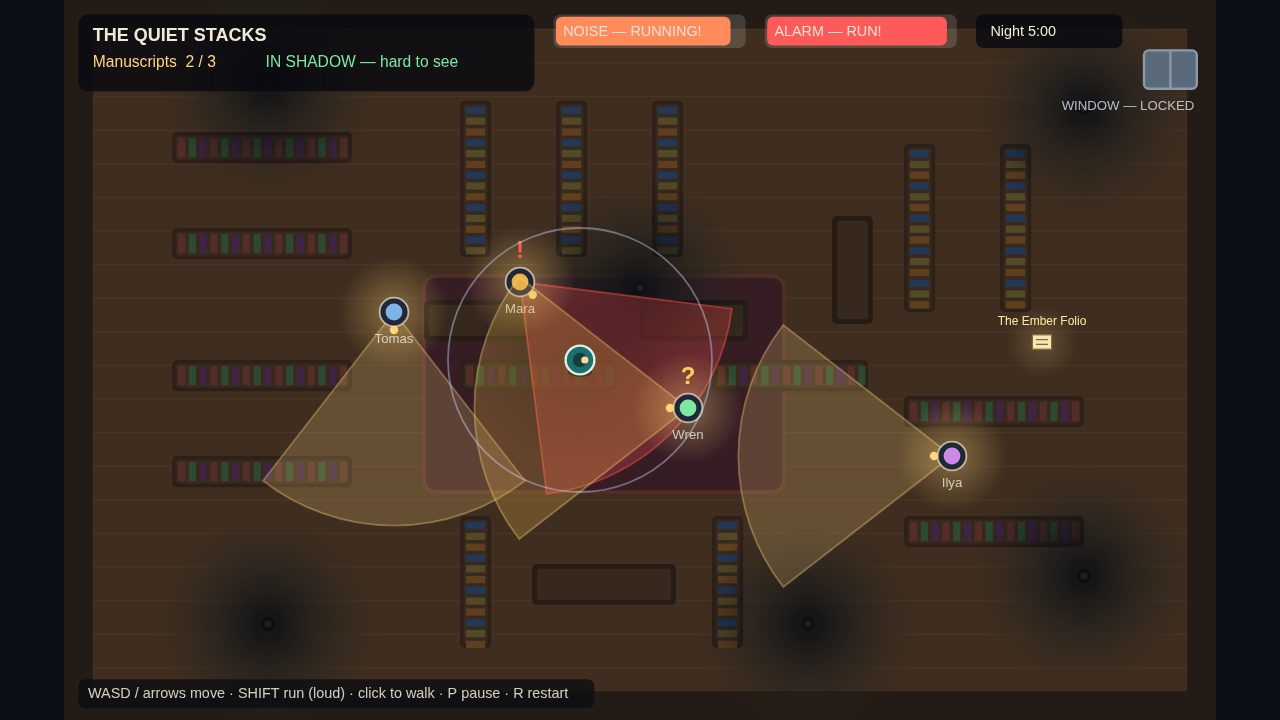 THE QUIET STACKS
Manuscripts 2 / 3
IN SHADOW — hard to see
NOISE — RUNNING!
ALARM — RUN!
Night 5:00
WINDOW — LOCKED
!
Mara
Tomas
The Ember Folio
?
Wren
Ilya
WASD / arrows move · SHIFT run (loud) · click to walk · P pause · R restart